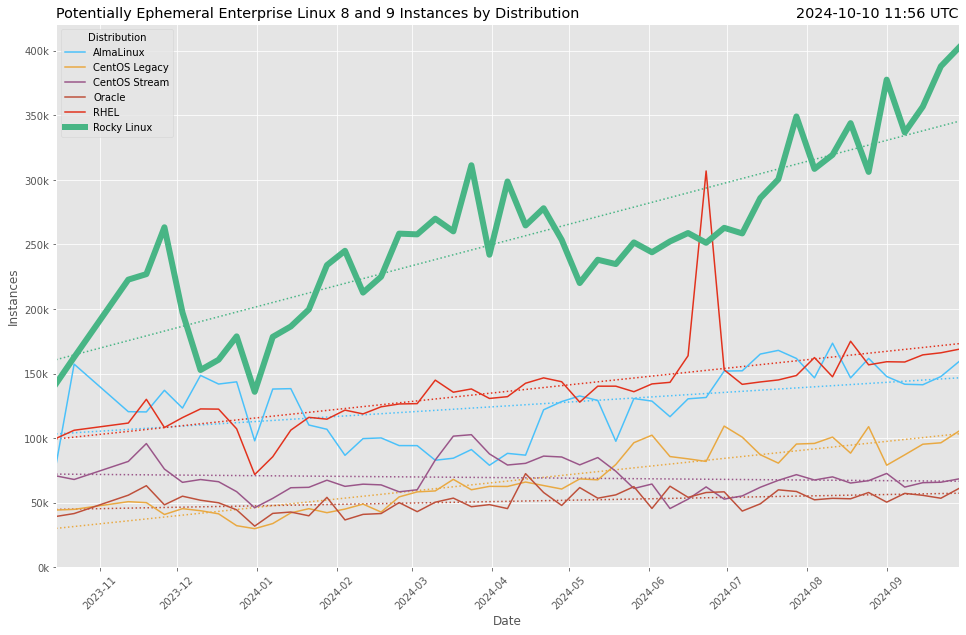 Potentially Ephemeral Enterprise Linux 8 and 9 Instances by Distribution
2024-10-10 11:56 UTC
Distribution
AlmaLinux
CentOS Legacy
CentOS Stream
Oracle
RHEL
Rocky Linux
400k
350k
300k
250k
200k
150k
100k
50k
0k
Instances
2023-11
2023-12
2024-01
2024-02
2024-03
2024-04
2024-05
2024-06
2024-07
2024-08
2024-09
Date